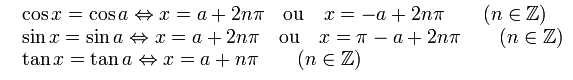 cos x = cos a ⇔ x = a + 2nπ ou x = −a + 2nπ (n ∈ ℤ)
sin x = sin a ⇔ x = a + 2nπ ou x = π − a + 2nπ (n ∈ ℤ)
tan x = tan a ⇔ x = a + nπ (n ∈ ℤ)